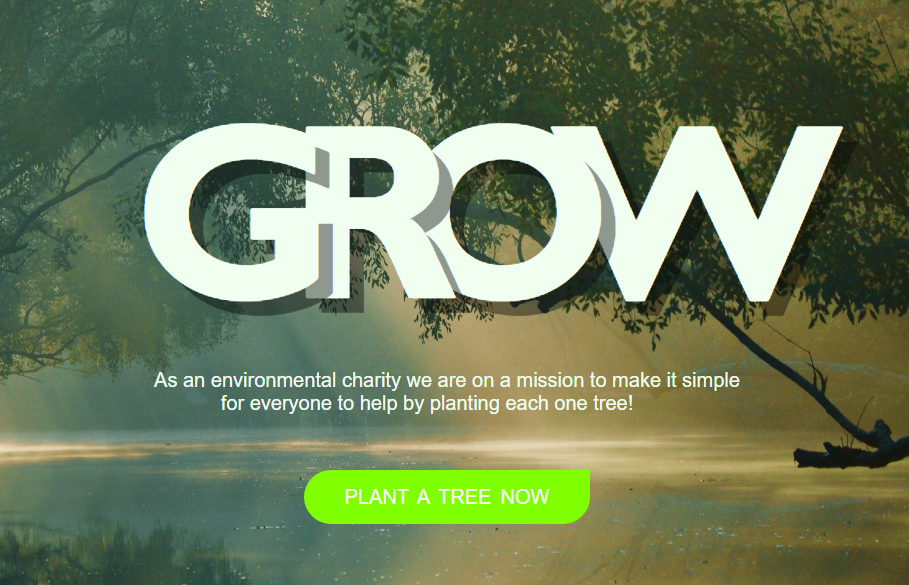 GROW
As an environmental charity we are on a mission to make it simple
for everyone to help by planting each one tree!
PLANT A TREE NOW